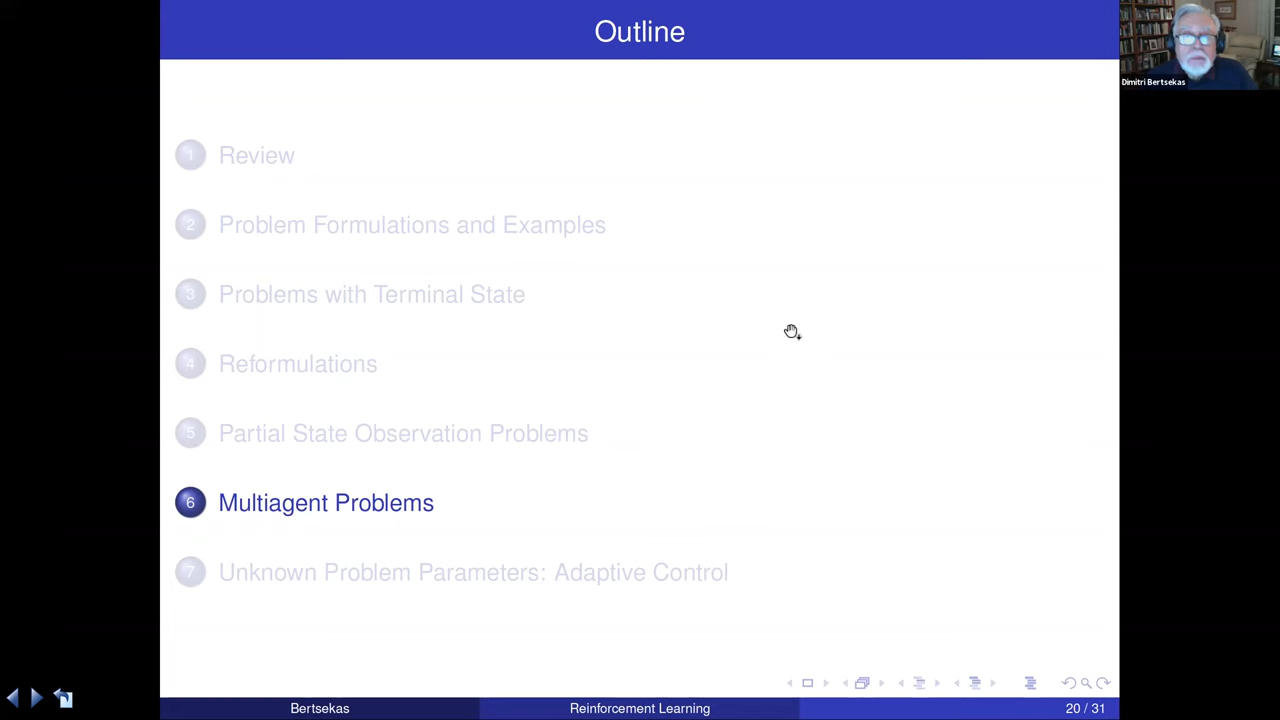 Outline
Dimitri Bertsekas
1 Review
2 Problem Formulations and Examples
3 Problems with Terminal State
4 Reformulations
5 Partial State Observation Problems
6 Multiagent Problems
7 Unknown Problem Parameters: Adaptive Control
Bertsekas Reinforcement Learning 20 / 31